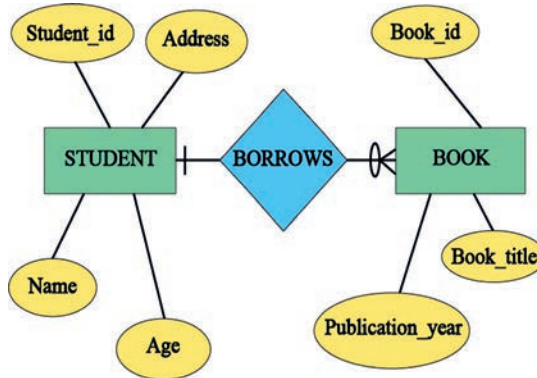 Student_id
Address
Book_id
STUDENT
BORROWS
BOOK
Name
Age
Book_title
Publication_year